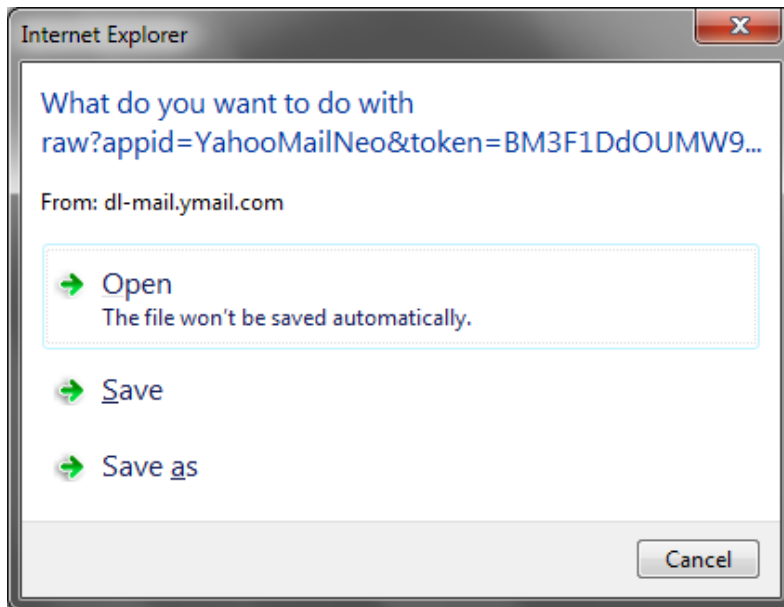 Internet Explorer
What do you want to do with
raw?appid=YahooMailNeo&token=BM3F1DdOUMW9...
From: dl-mail.ymail.com
Open
The file won't be saved automatically.
Save
Save as
Cancel